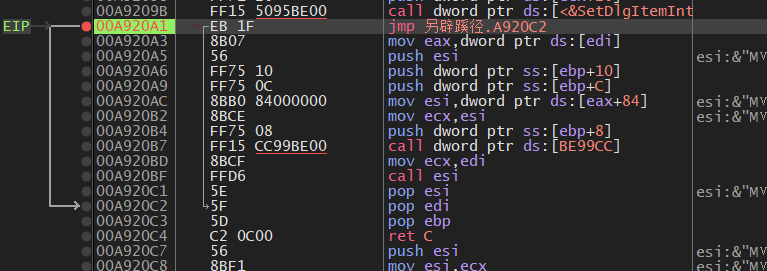 00A9209B FF15 5095BE00 call dword ptr ds:[<&SetDlgItemInt
EIP 00A920A1 EB 1F jmp 另辟蹊径.A920C2
00A920A3 8B07 mov eax,dword ptr ds:[edi]
00A920A5 56 push esi esi:&"MV
00A920A6 FF75 10 push dword ptr ss:[ebp+10]
00A920A9 FF75 0C push dword ptr ss:[ebp+C]
00A920AC 8BB0 84000000 mov esi,dword ptr ds:[eax+84] esi:&"MV
00A920B2 8BCE mov ecx,esi esi:&"MV
00A920B4 FF75 08 push dword ptr ss:[ebp+8]
00A920B7 FF15 CC99BE00 call dword ptr ds:[BE99CC]
00A920BD 8BCF mov ecx,edi
00A920BF FFD6 call esi
00A920C1 5E pop esi esi:&"MV
00A920C2 5F pop edi
00A920C3 5D pop ebp
00A920C4 C2 0C00 ret C
00A920C7 56 push esi esi:&"MV
00A920C8 8BF1 mov esi,ecx esi:&"MV